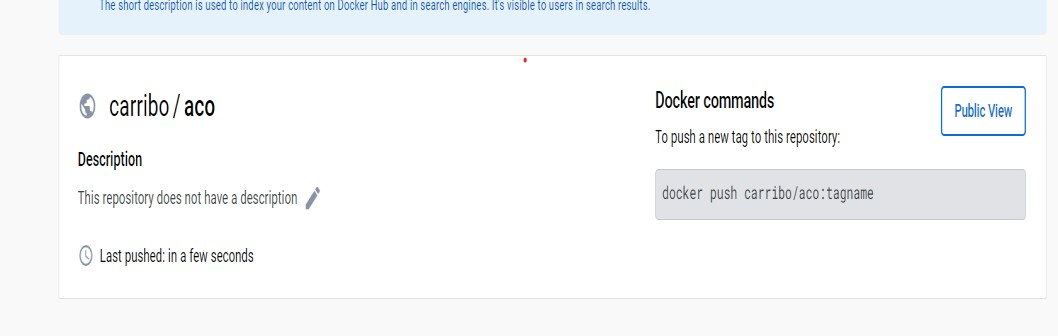 The short description is used to index your content on Docker Hub and in search engines. It's visible to users in search results.
carribo / aco
Description
This repository does not have a description
Last pushed: in a few seconds
Docker commands
Public View
To push a new tag to this repository:
docker push carribo/aco:tagname